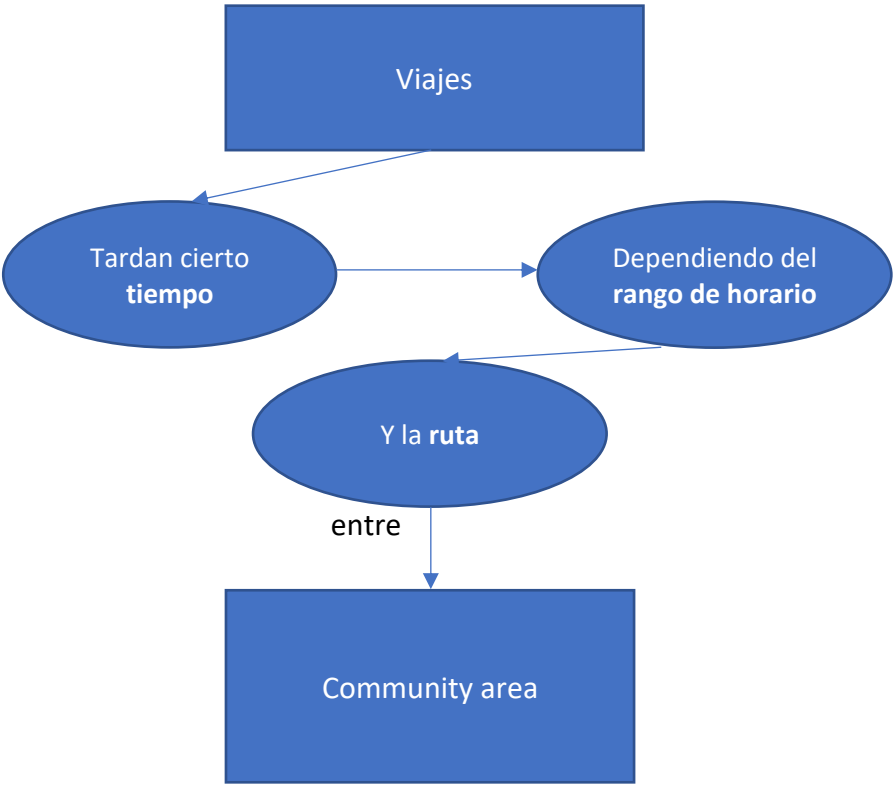 Viajes
Tardan cierto
tiempo
Dependiendo del
rango de horario
Y la ruta
entre
Community area